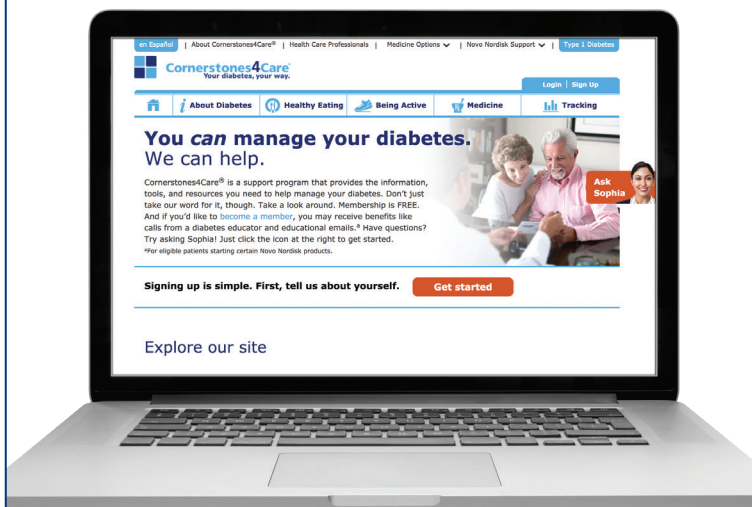 en Español | About Cornerstones4Care® | Health Care Professionals | Medicine Options | Novo Nordisk Support | Type 1 Diabetes
Cornerstones4Care®
Your diabetes, your way.
Login | Sign Up
About Diabetes
Healthy Eating
Being Active
Medicine
Tracking
You can manage your diabetes.
We can help.
Cornerstones4Care® is a support program that provides the information,
tools, and resources you need to help manage your diabetes. Don't just
take our word for it, though. Take a look around. Membership is FREE.
And if you'd like to become a member, you may receive benefits like
calls from a diabetes educator and educational emails.ª Have questions?
Try asking Sophia! Just click the icon at the right to get started.
ªFor eligible patients starting certain Novo Nordisk products.
Ask
Sophia
Signing up is simple. First, tell us about yourself.
Get started
Explore our site